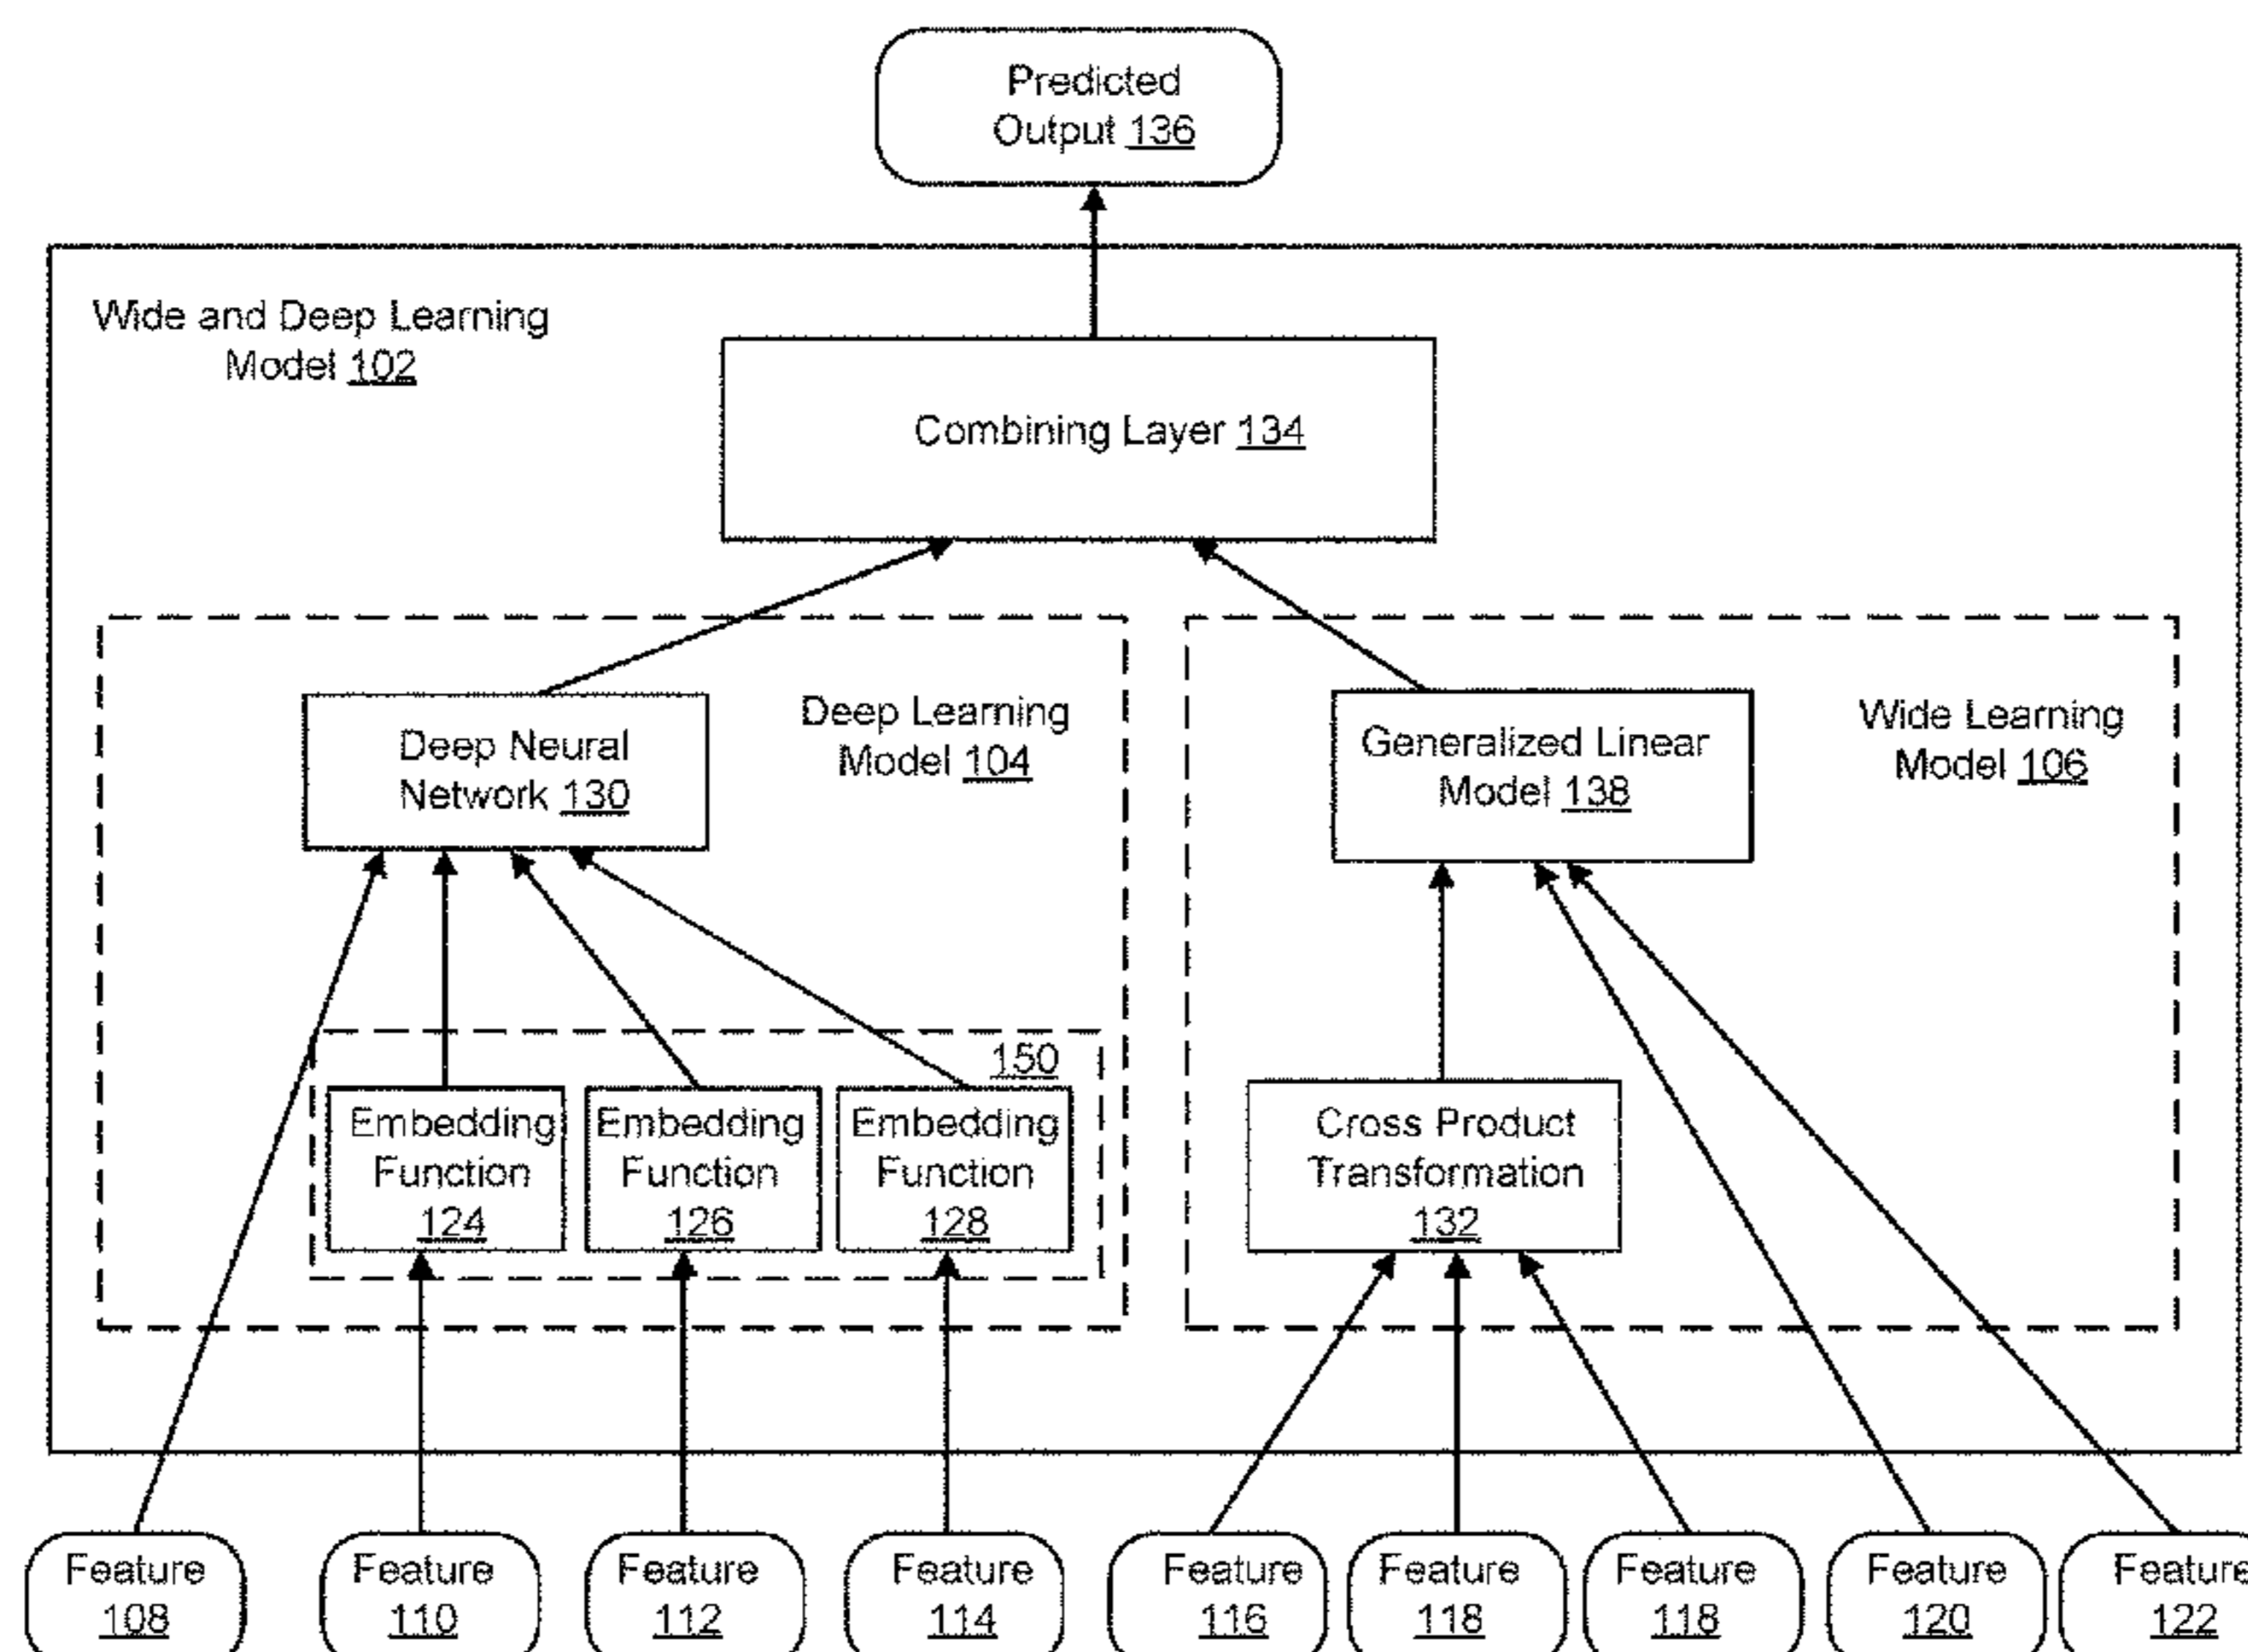 Predicted
Output 136
Wide and Deep Learning
Model 102
Combining Layer 134
Deep Neural
Network 130
Deep Learning
Model 104
Generalized Linear
Model 138
Wide Learning
Model 106
150
Embedding
Function
124
Embedding
Function
126
Embedding
Function
128
Cross Product
Transformation
132
Feature
108
Feature
110
Feature
112
Feature
114
Feature
116
Feature
118
Feature
118
Feature
120
Feature
122